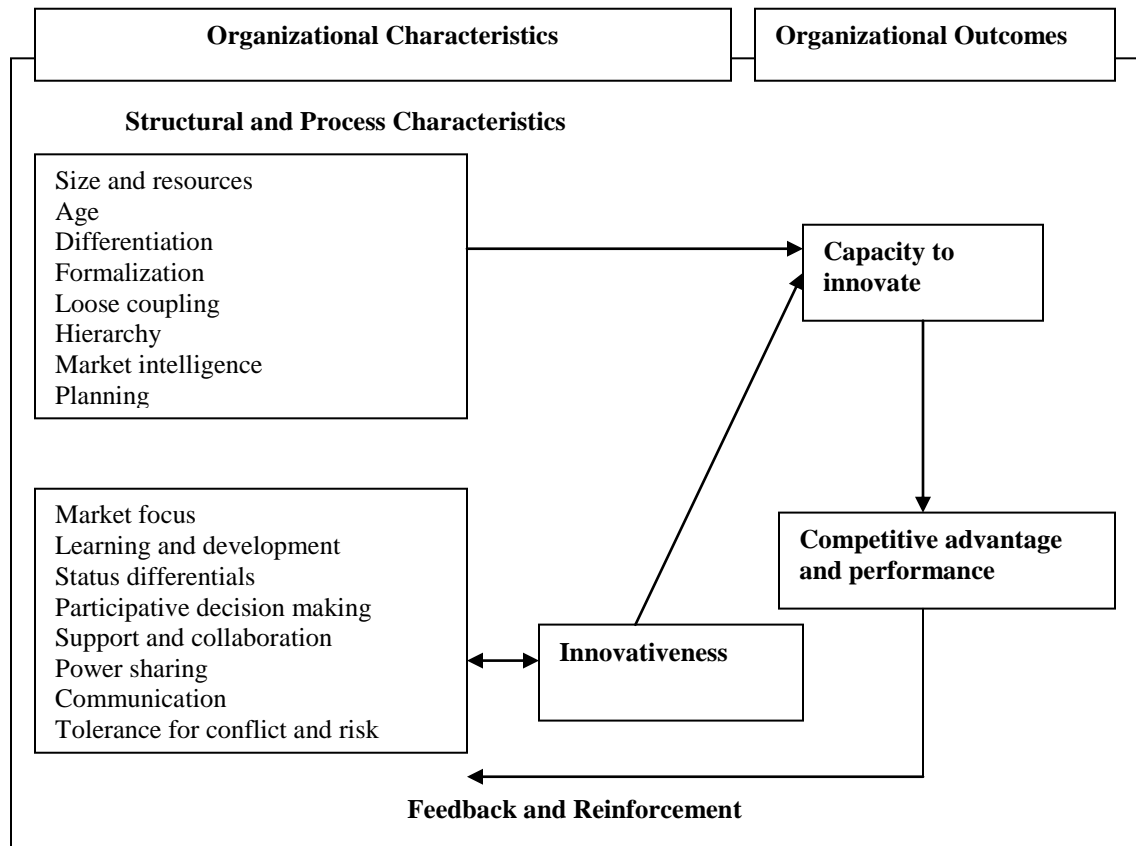 Organizational Characteristics
Organizational Outcomes
Structural and Process Characteristics
Size and resources
Age
Differentiation
Formalization
Loose coupling
Hierarchy
Market intelligence
Planning
Capacity to
innovate
Market focus
Learning and development
Status differentials
Participative decision making
Support and collaboration
Power sharing
Communication
Tolerance for conflict and risk
Innovativeness
Competitive advantage
and performance
Feedback and Reinforcement